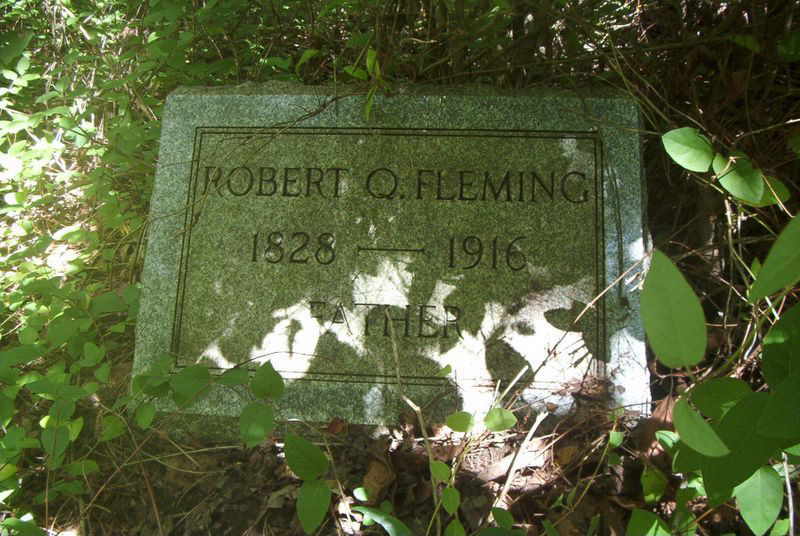 ROBERT Q. FLEMING
1828 — 1916
FATHER